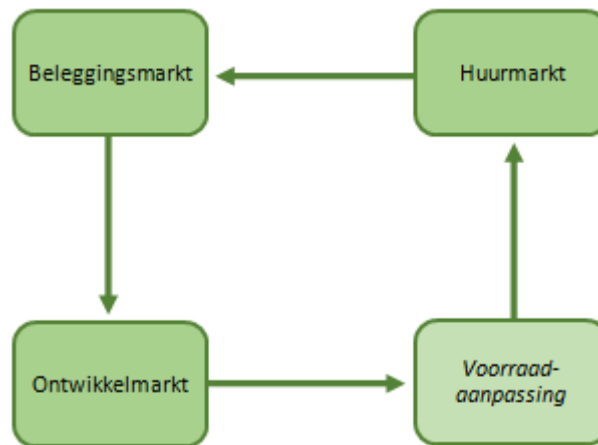 Beleggingsmarkt
Huurmarkt
Ontwikkelmarkt
Voorraad-
aanpassing